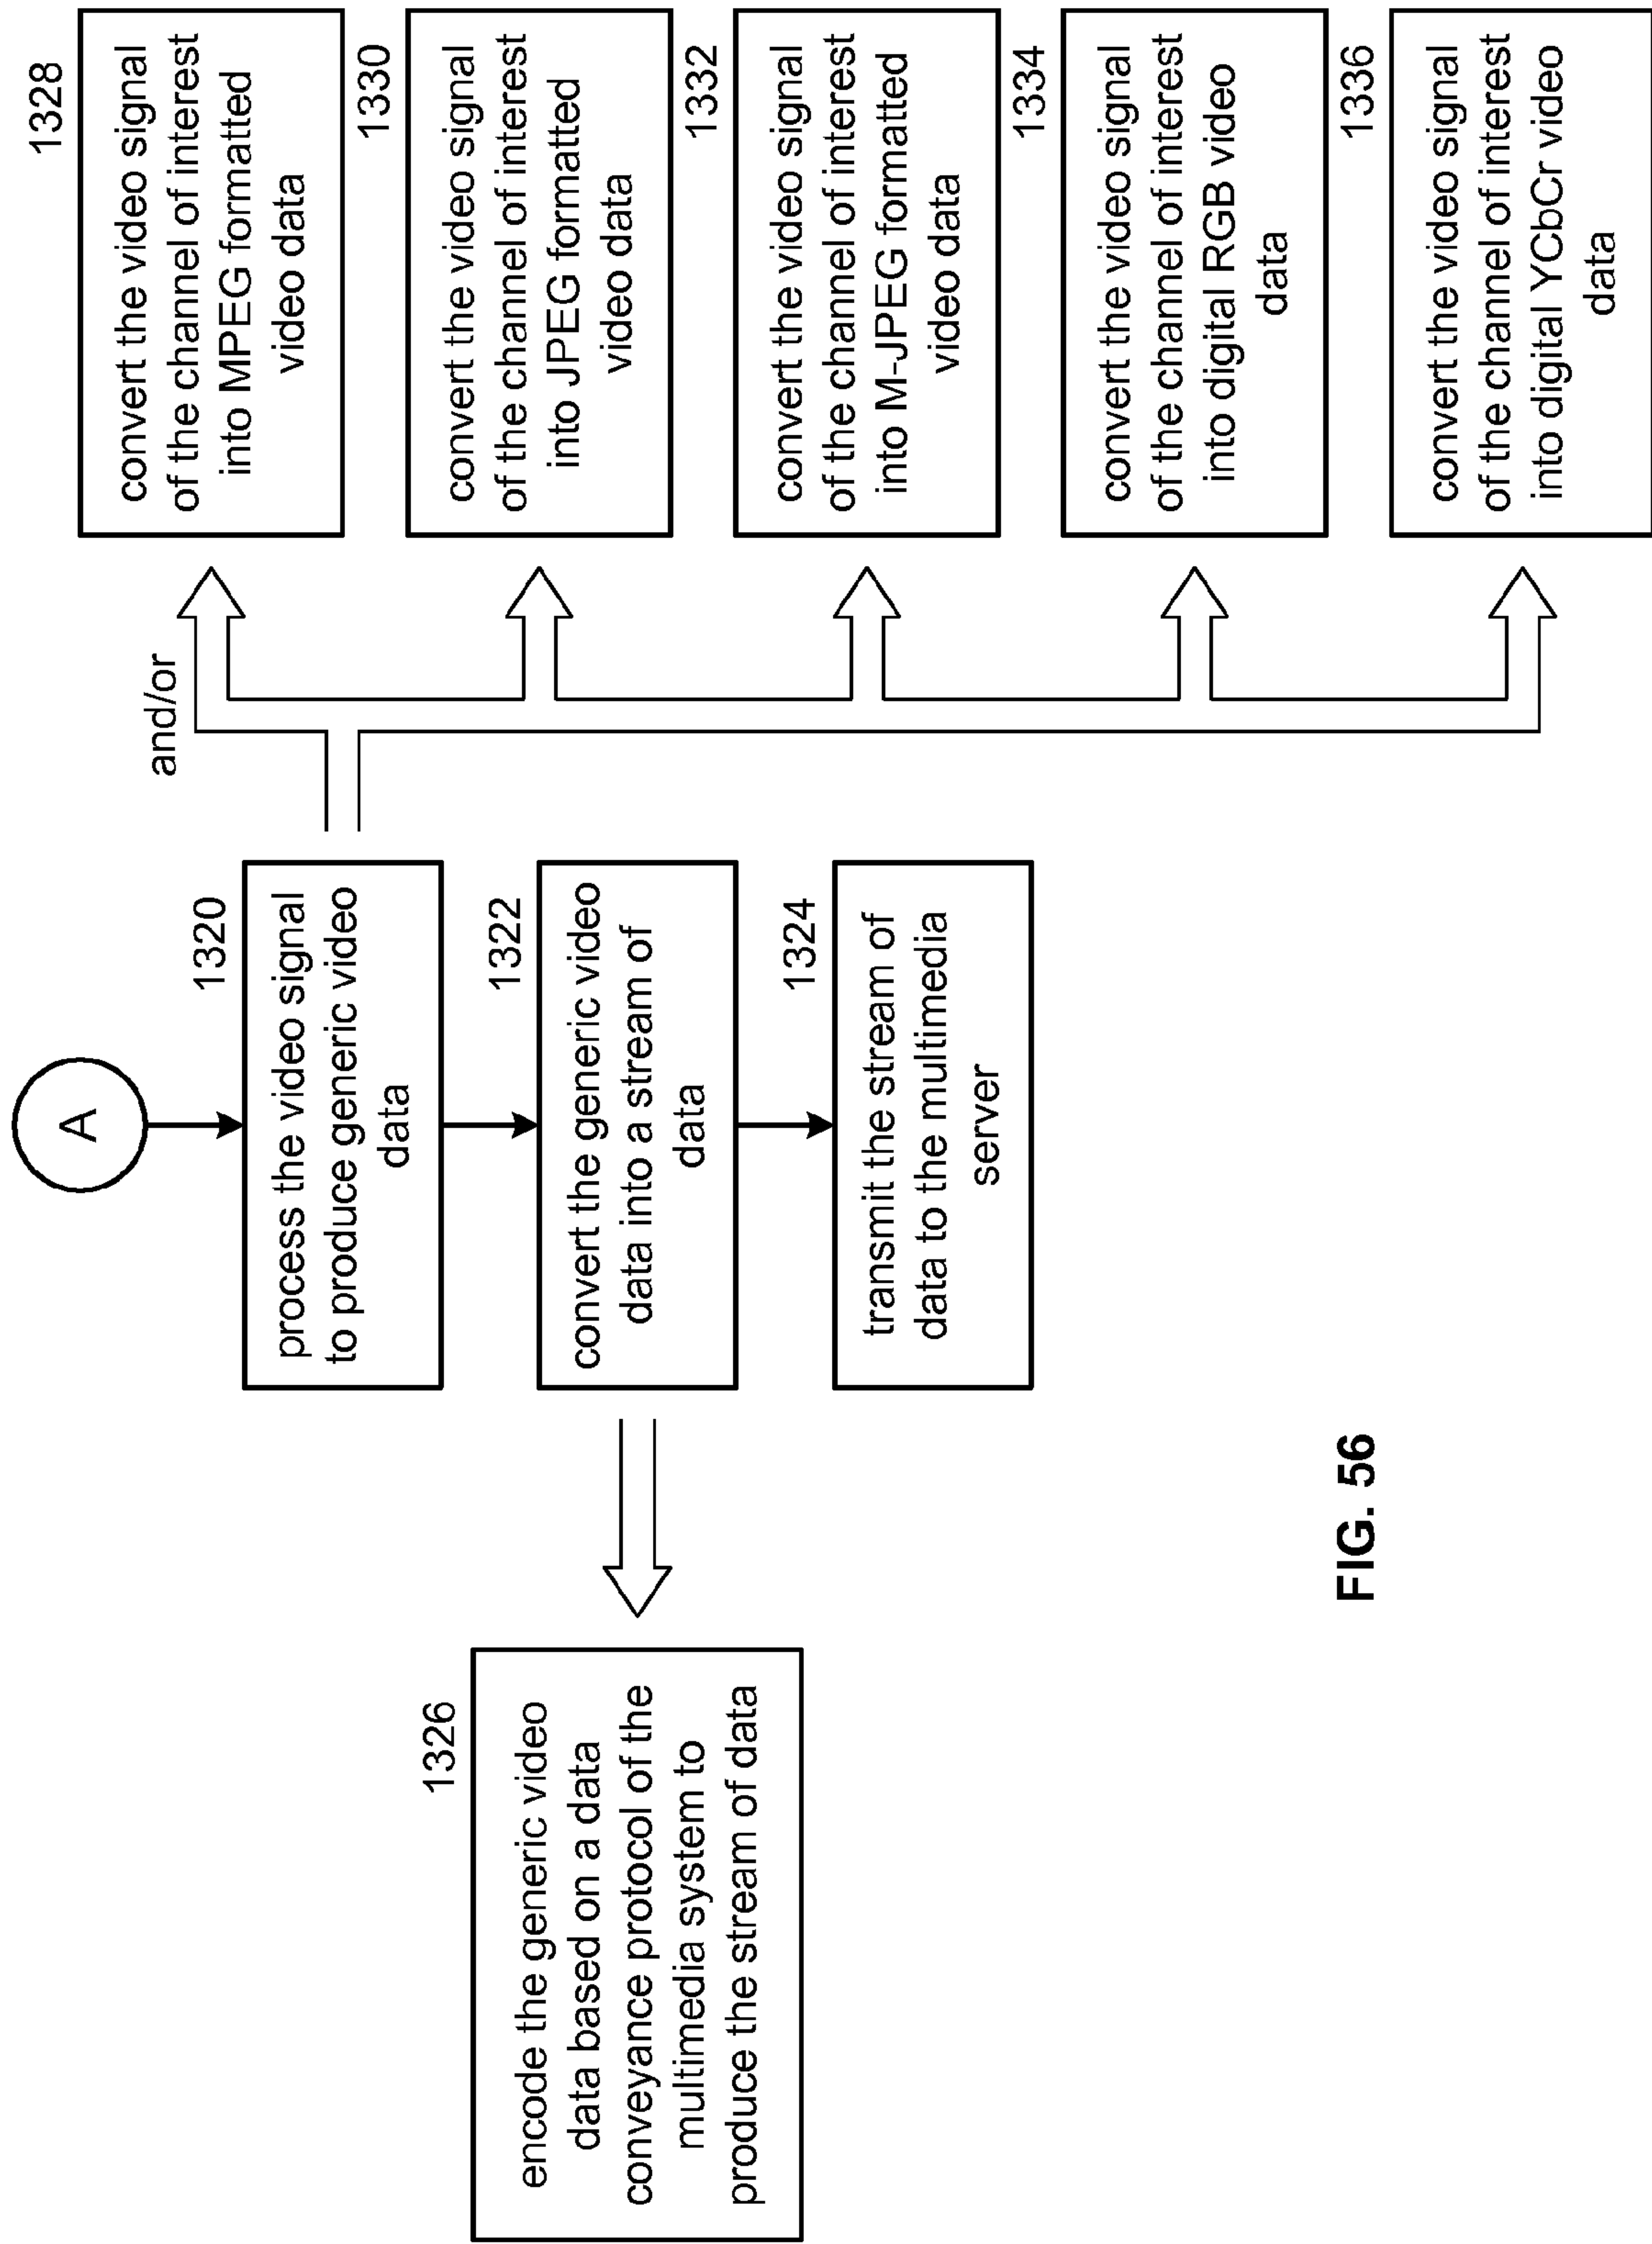 A
1320
process the video signal
to produce generic video
data
1322
convert the generic video
data into a stream of
data
1324
transmit the stream of
data to the multimedia
server
1326
encode the generic video
data based on a data
conveyance protocol of the
multimedia system to
produce the stream of data
and/or
1328
convert the video signal
of the channel of interest
into MPEG formatted
video data
1330
convert the video signal
of the channel of interest
into JPEG formatted
video data
1332
convert the video signal
of the channel of interest
into M-JPEG formatted
video data
1334
convert the video signal
of the channel of interest
into digital RGB video
data
1336
convert the video signal
of the channel of interest
into digital YCbCr video
data
FIG. 56